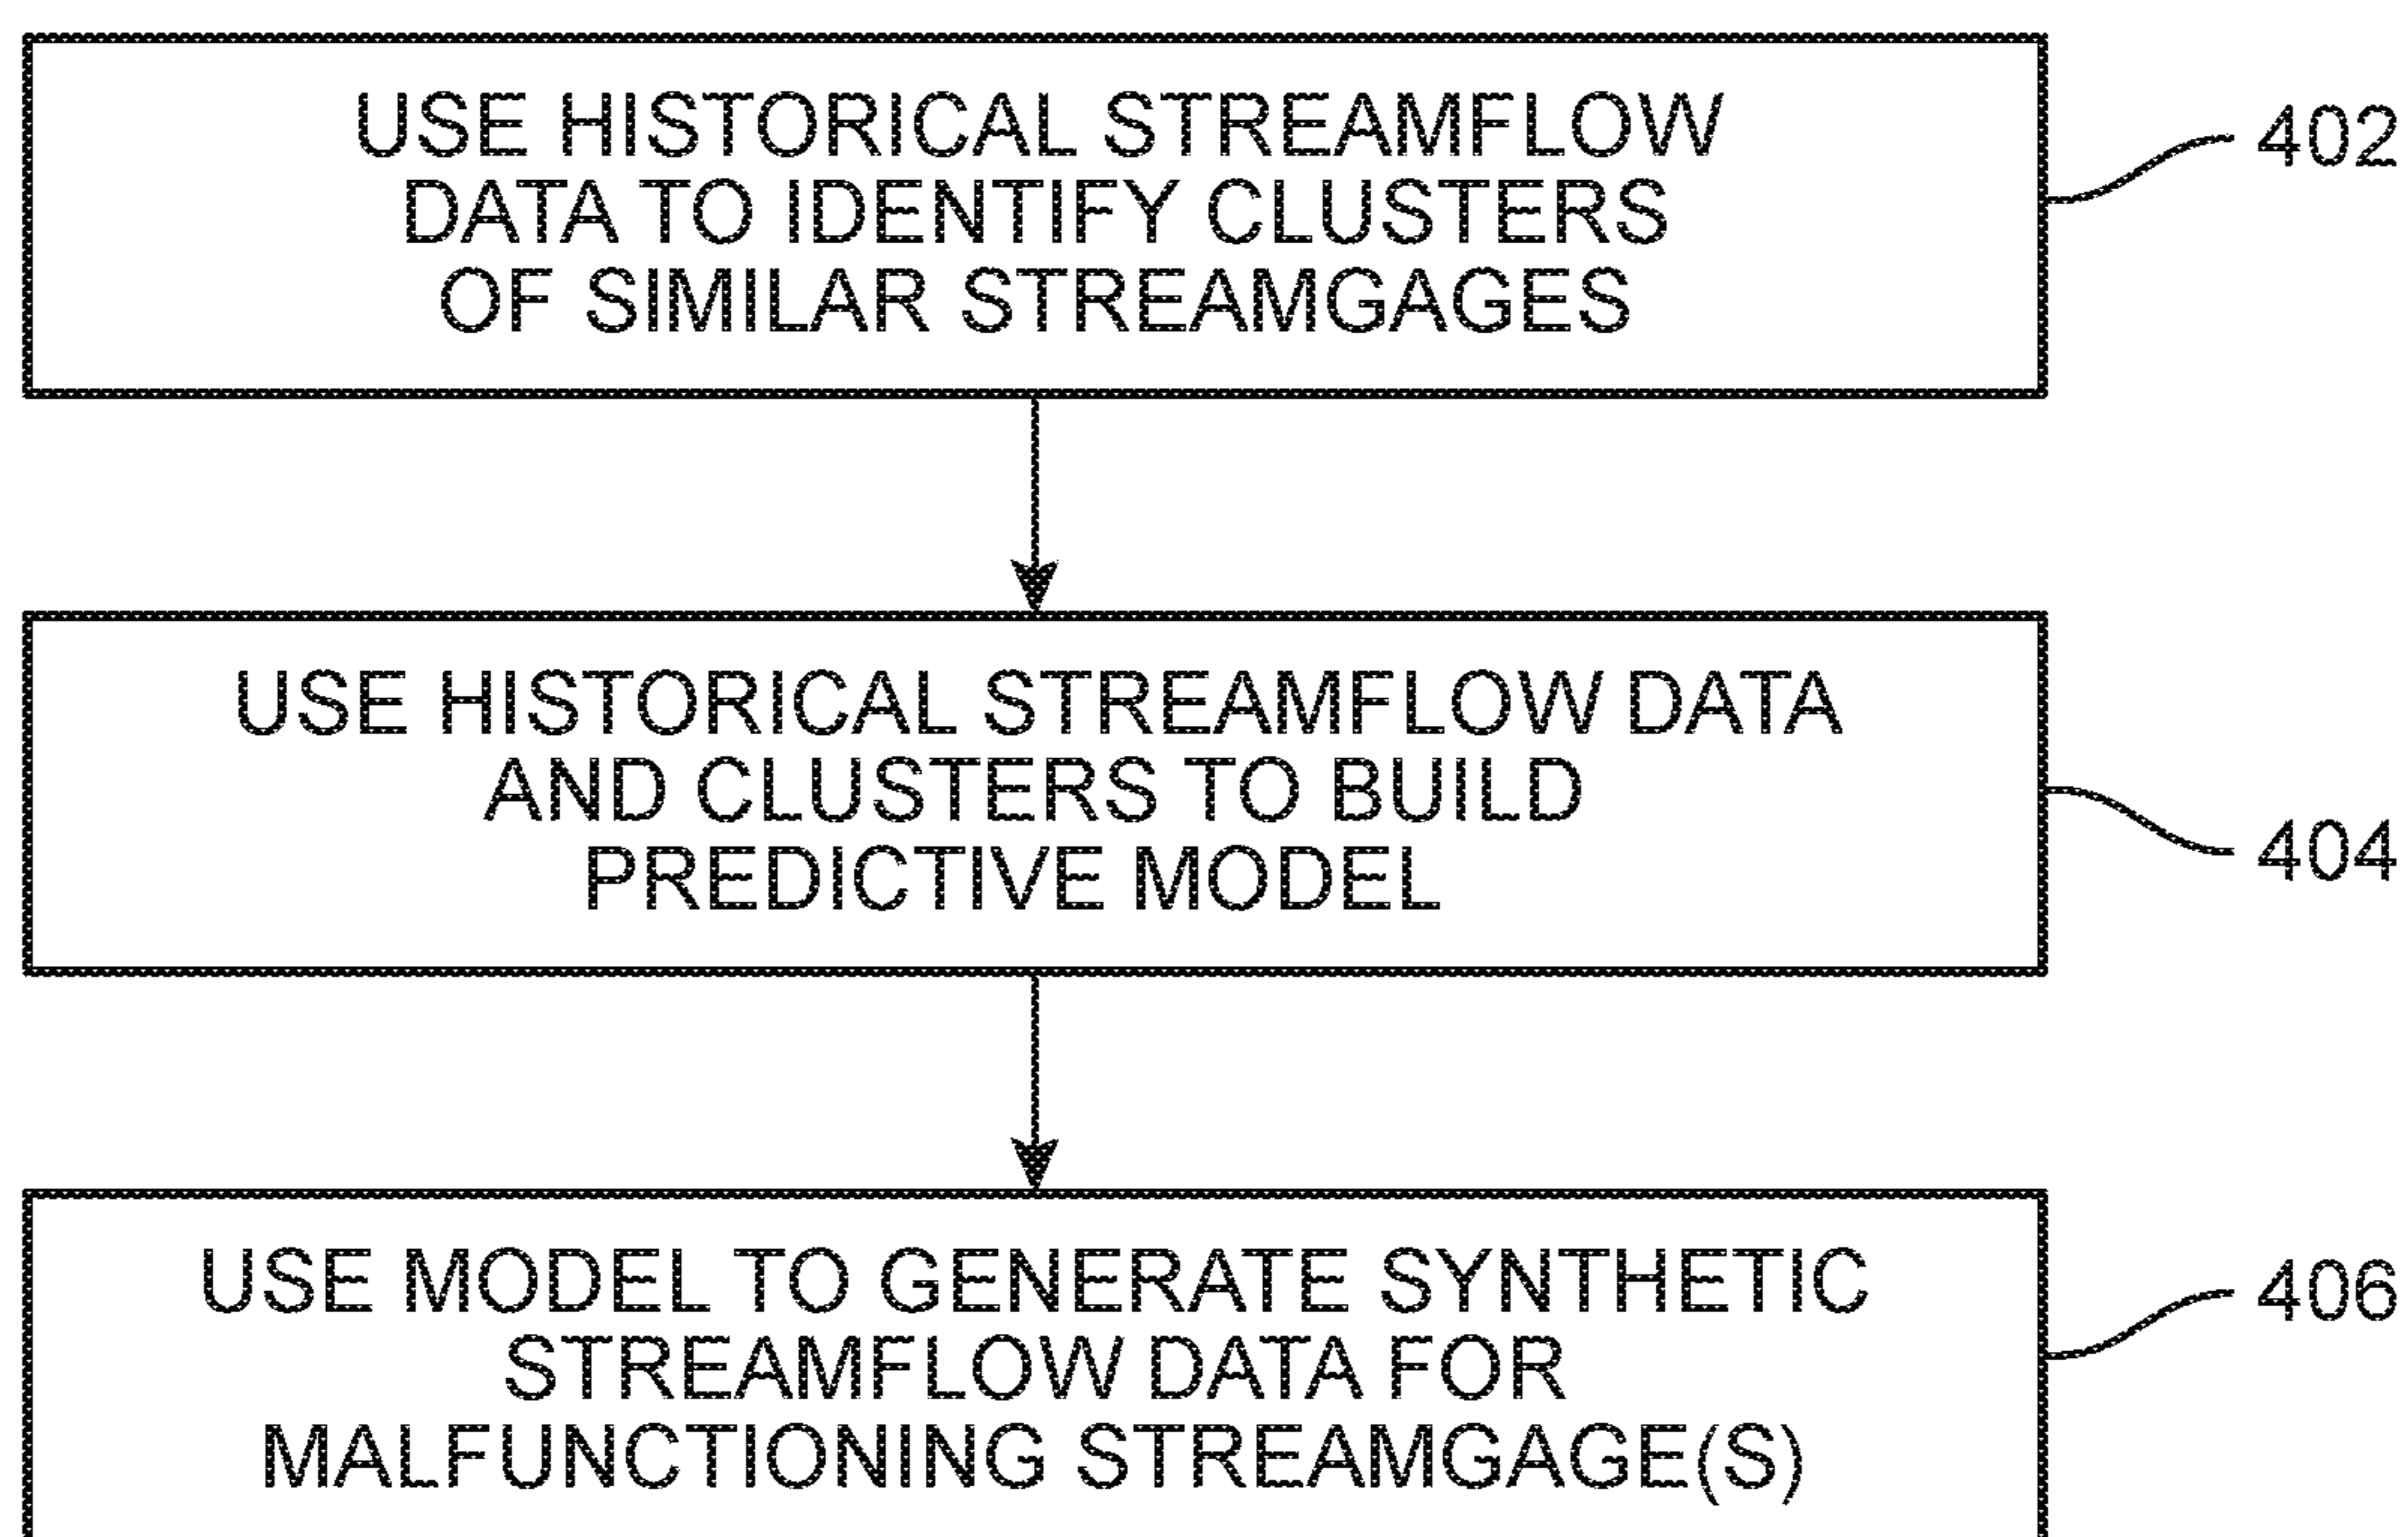 USE HISTORICAL STREAMFLOW
DATA TO IDENTIFY CLUSTERS
OF SIMILAR STREAMGAGES
402
USE HISTORICAL STREAMFLOW DATA
AND CLUSTERS TO BUILD
PREDICTIVE MODEL
404
USE MODEL TO GENERATE SYNTHETIC
STREAMFLOW DATA FOR
MALFUNCTIONING STREAMGAGE(S)
406